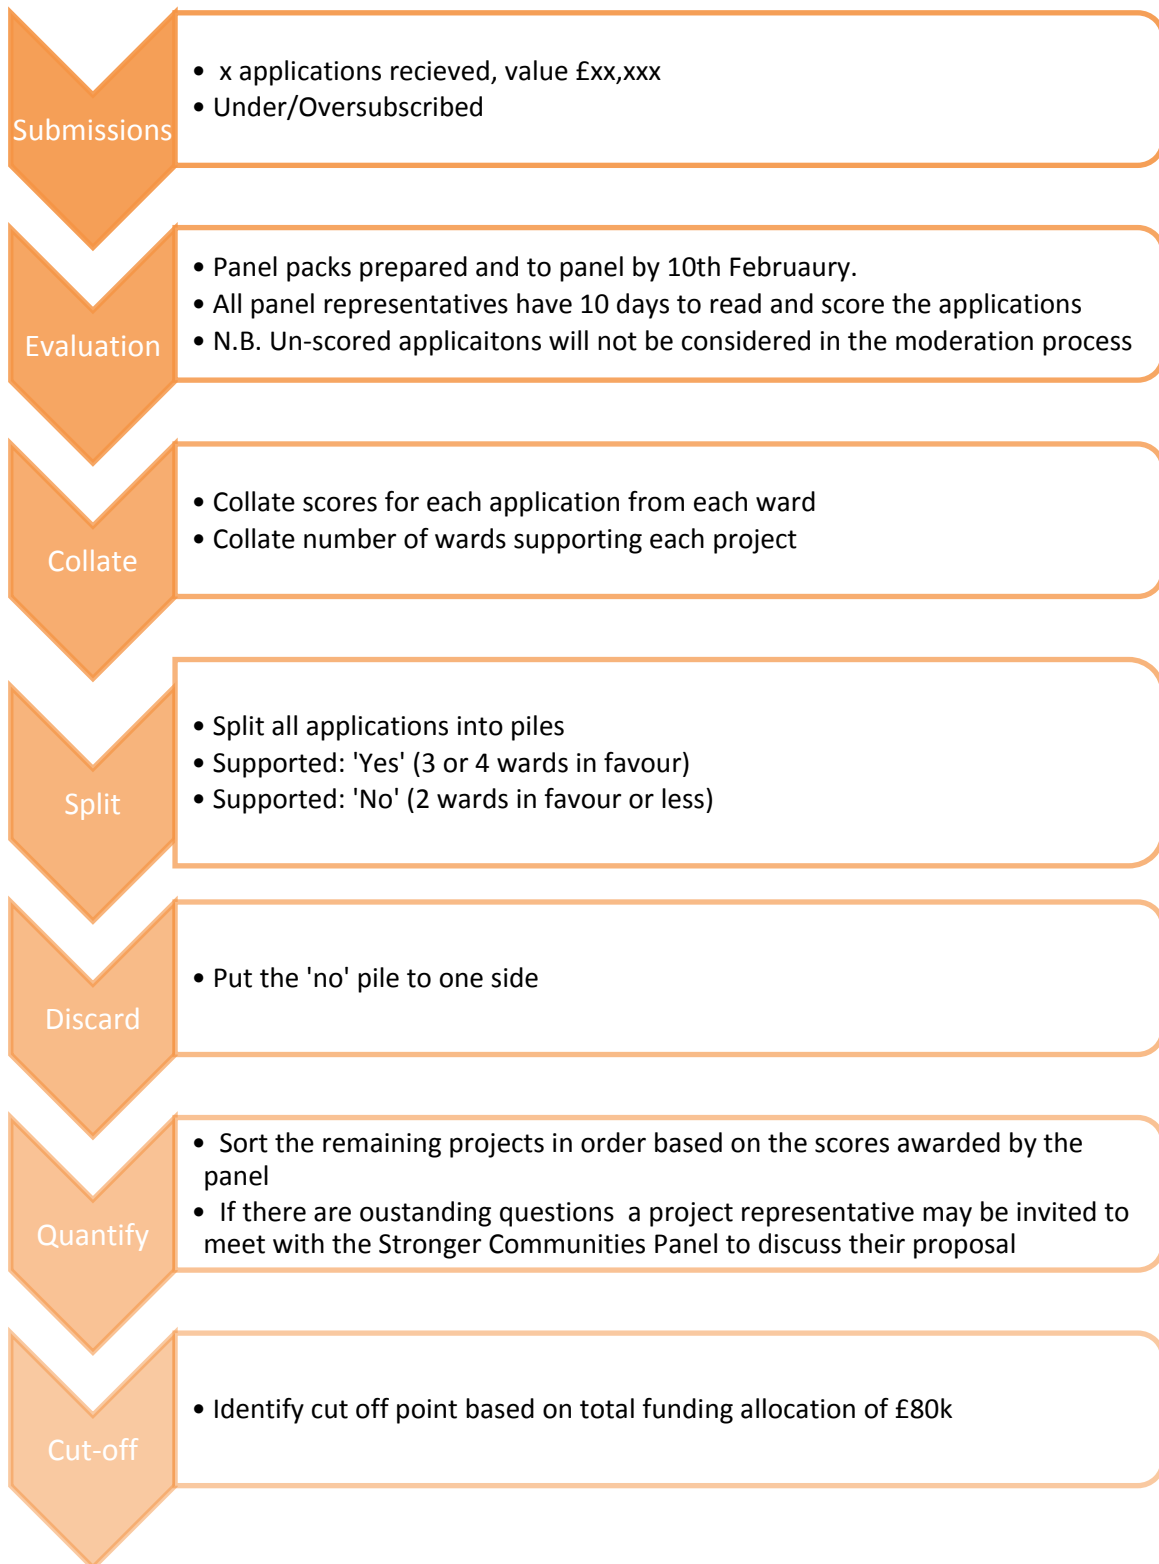 Submissions
• x applications recieved, value £xx,xxx
• Under/Oversubscribed
Evaluation
• Panel packs prepared and to panel by 10th Februaury.
• All panel representatives have 10 days to read and score the applications
• N.B. Un-scored applicaitons will not be considered in the moderation process
Collate
• Collate scores for each application from each ward
• Collate number of wards supporting each project
Split
• Split all applications into piles
• Supported: 'Yes' (3 or 4 wards in favour)
• Supported: 'No' (2 wards in favour or less)
Discard
• Put the 'no' pile to one side
Quantify
• Sort the remaining projects in order based on the scores awarded by the
panel
• If there are oustanding questions a project representative may be invited to
meet with the Stronger Communities Panel to discuss their proposal
Cut-off
• Identify cut off point based on total funding allocation of £80k